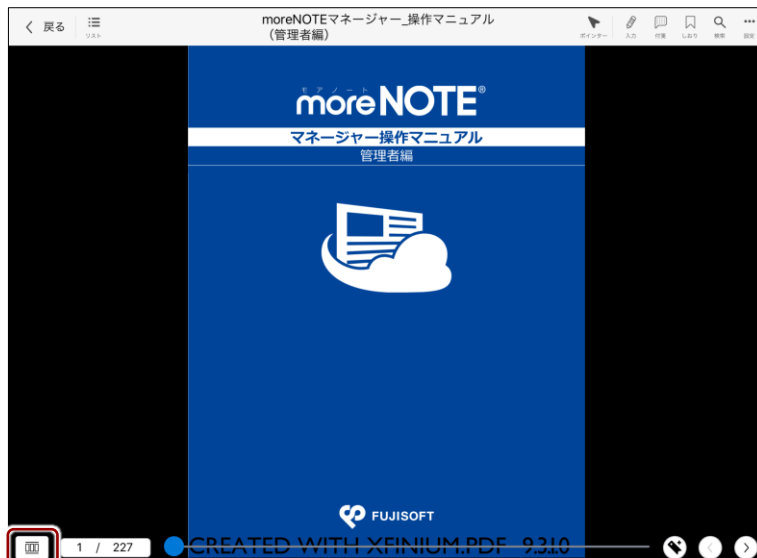 戻る
リスト
moreNOTEマネージャー_操作マニュアル
（管理者編）
ポインター
入力
付箋
しおり
検索
設定
モアノート
moreNOTE®
マネージャー操作マニュアル
管理者編
FUJISOFT
1 / 227
CREATED WITH XFINIUM.PDF 9.3.1.0